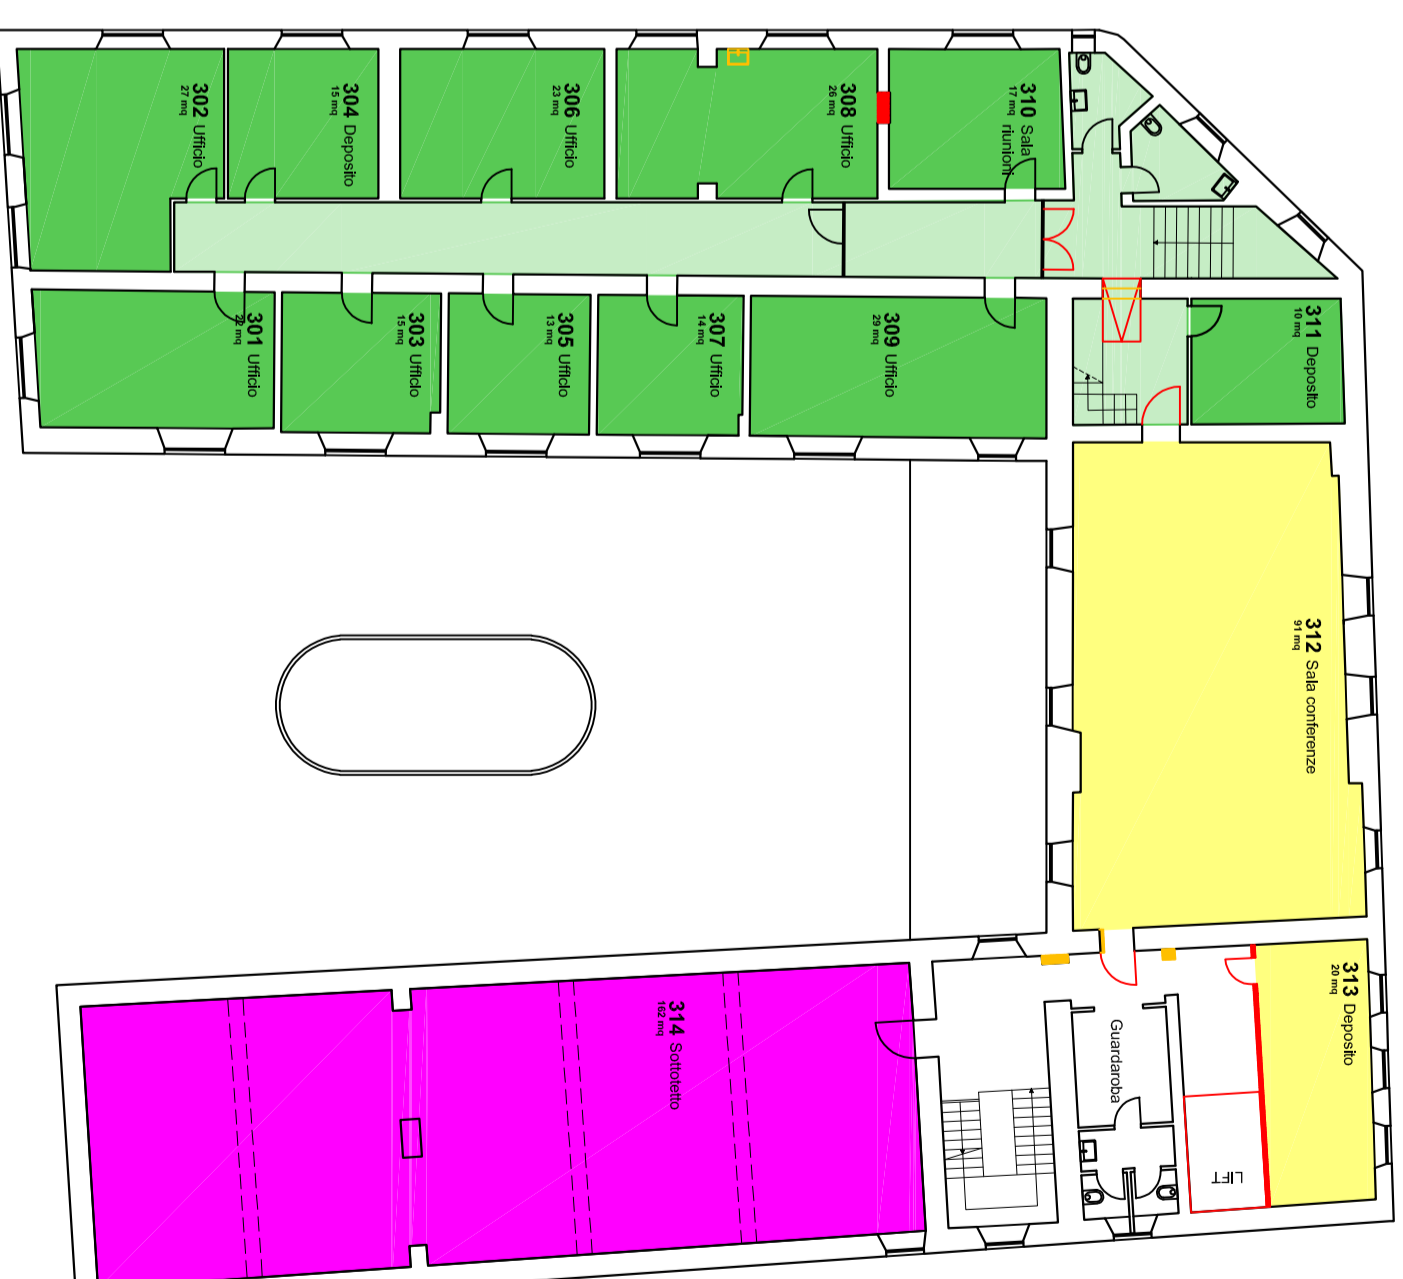 302 Ufficio
27 mq
304 Deposito
15 mq
306 Ufficio
23 mq
308 Ufficio
26 mq
310 Sala
riunioni
17 mq
301 Ufficio
22 mq
303 Ufficio
15 mq
305 Ufficio
13 mq
307 Ufficio
14 mq
309 Ufficio
29 mq
311 Deposito
10 mq
312 Sala conferenze
91 mq
313 Deposito
20 mq
314 Sottotetto
162 mq
Guardaroba
LIFT